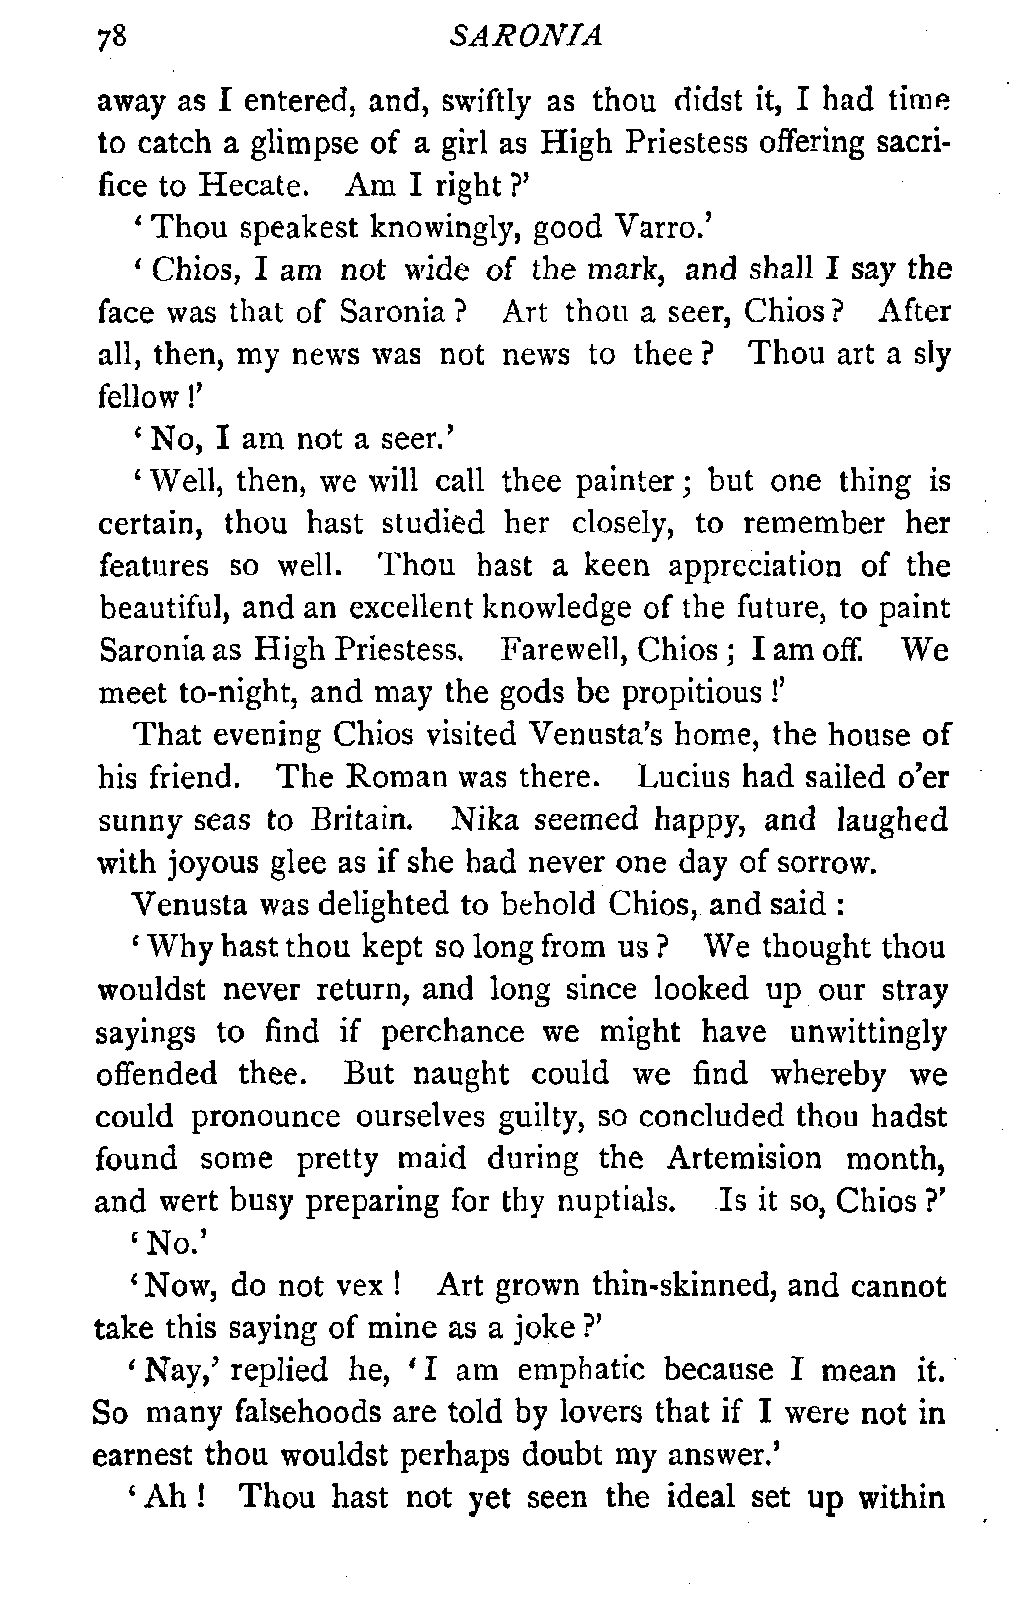 78 SARONIA
away as I entered, and, swiftly as thou didst it, I had time
to catch a glimpse of a girl as High Priestess offering sacri-
fice to Hecate. Am I right?'
'Thou speakest knowingly, good Varro.'
'Chios, I am not wide of the mark, and shall I say the
face was that of Saronia? Art thou a seer, Chios? After
all, then, my news was not news to thee? Thou art a sly
fellow!'
'No, I am not a seer.'
'Well, then, we will call thee painter; but one thing is
certain, thou hast studied her closely, to remember her
features so well. Thou hast a keen appreciation of the
beautiful, and an excellent knowledge of the future, to paint
Saronia as High Priestess. Farewell, Chios; I am off. We
meet to-night, and may the gods be propitious!'
That evening Chios visited Venusta's home, the house of
his friend. The Roman was there. Lucius had sailed o'er
sunny seas to Britain. Nika seemed happy, and laughed
with joyous glee as if she had never one day of sorrow.
Venusta was delighted to behold Chios, and said:
'Why hast thou kept so long from us? We thought thou
wouldst never return, and long since looked up our stray
sayings to find if perchance we might have unwittingly
offended thee. But naught could we find whereby we
could pronounce ourselves guilty, so concluded thou hadst
found some pretty maid during the Artemision month,
and wert busy preparing for thy nuptials. Is it so, Chios?'
'No.'
'Now, do not vex! Art grown thin-skinned, and cannot
take this saying of mine as a joke?'
'Nay,' replied he, 'I am emphatic because I mean it.
So many falsehoods are told by lovers that if I were not in
earnest thou wouldst perhaps doubt my answer.'
'Ah! Thou hast not yet seen the ideal set up within